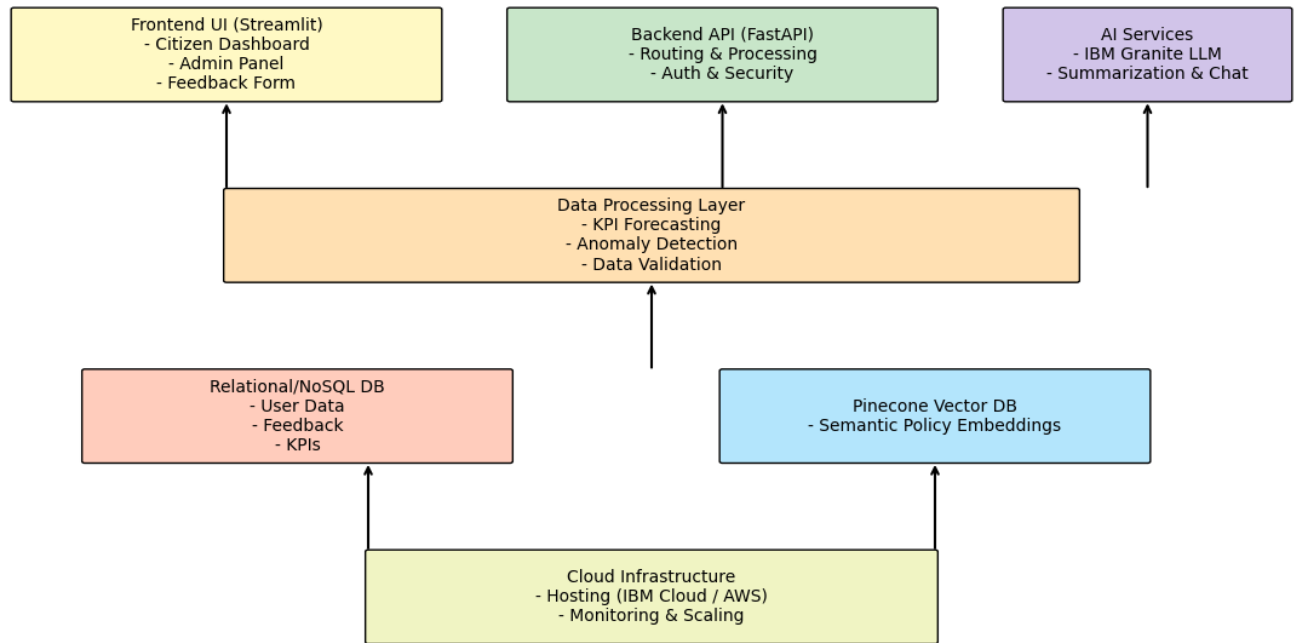 Frontend UI (Streamlit)
- Citizen Dashboard
- Admin Panel
- Feedback Form
Backend API (FastAPI)
- Routing & Processing
- Auth & Security
AI Services
- IBM Granite LLM
- Summarization & Chat
Data Processing Layer
- KPI Forecasting
- Anomaly Detection
- Data Validation
Relational/NoSQL DB
- User Data
- Feedback
- KPIs
Pinecone Vector DB
- Semantic Policy Embeddings
Cloud Infrastructure
- Hosting (IBM Cloud / AWS)
- Monitoring & Scaling